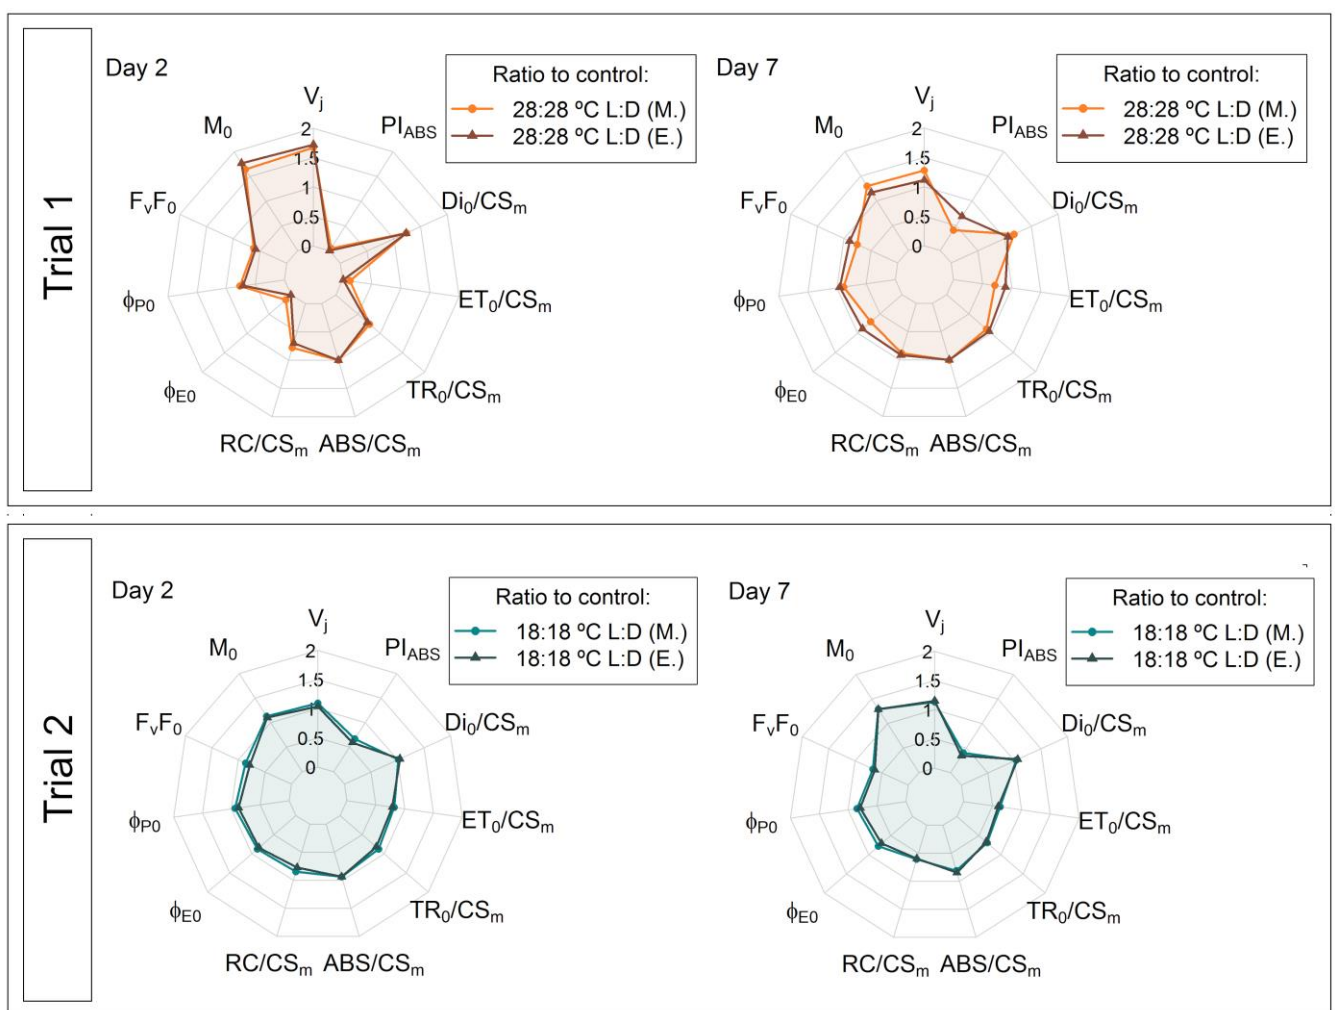 Trial 1
Day 2
Ratio to control:
28:28 ºC L:D (M.)
28:28 ºC L:D (E.)
Vj
PIABS
Di0/CSm
ET0/CSm
TR0/CSm
ABS/CSm
RC/CSm
ϕE0
ϕP0
FvF0
M0
2
1.5
1
0.5
0
Day 7
Ratio to control:
28:28 ºC L:D (M.)
28:28 ºC L:D (E.)
Vj
PIABS
Di0/CSm
ET0/CSm
TR0/CSm
ABS/CSm
RC/CSm
ϕE0
ϕP0
FvF0
M0
2
1.5
1
0.5
0
Trial 2
Day 2
Ratio to control:
18:18 ºC L:D (M.)
18:18 ºC L:D (E.)
Vj
PIABS
Di0/CSm
ET0/CSm
TR0/CSm
ABS/CSm
RC/CSm
ϕE0
ϕP0
FvF0
M0
2
1.5
1
0.5
0
Day 7
Ratio to control:
18:18 ºC L:D (M.)
18:18 ºC L:D (E.)
Vj
PIABS
Di0/CSm
ET0/CSm
TR0/CSm
ABS/CSm
RC/CSm
ϕE0
ϕP0
FvF0
M0
2
1.5
1
0.5
0